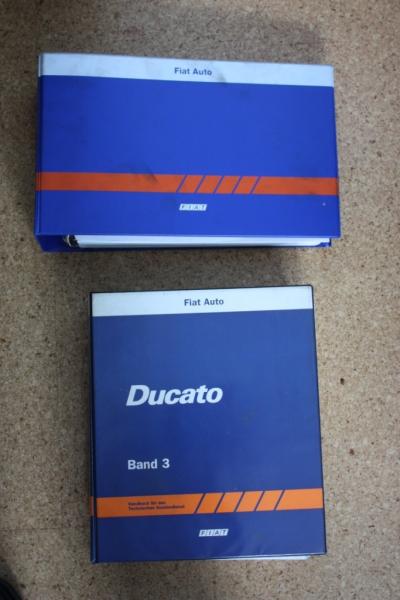 Fiat Auto
FIAT
Fiat Auto
Ducato
Band 3
Handbuch für den
Technischen Kundendienst
FIAT